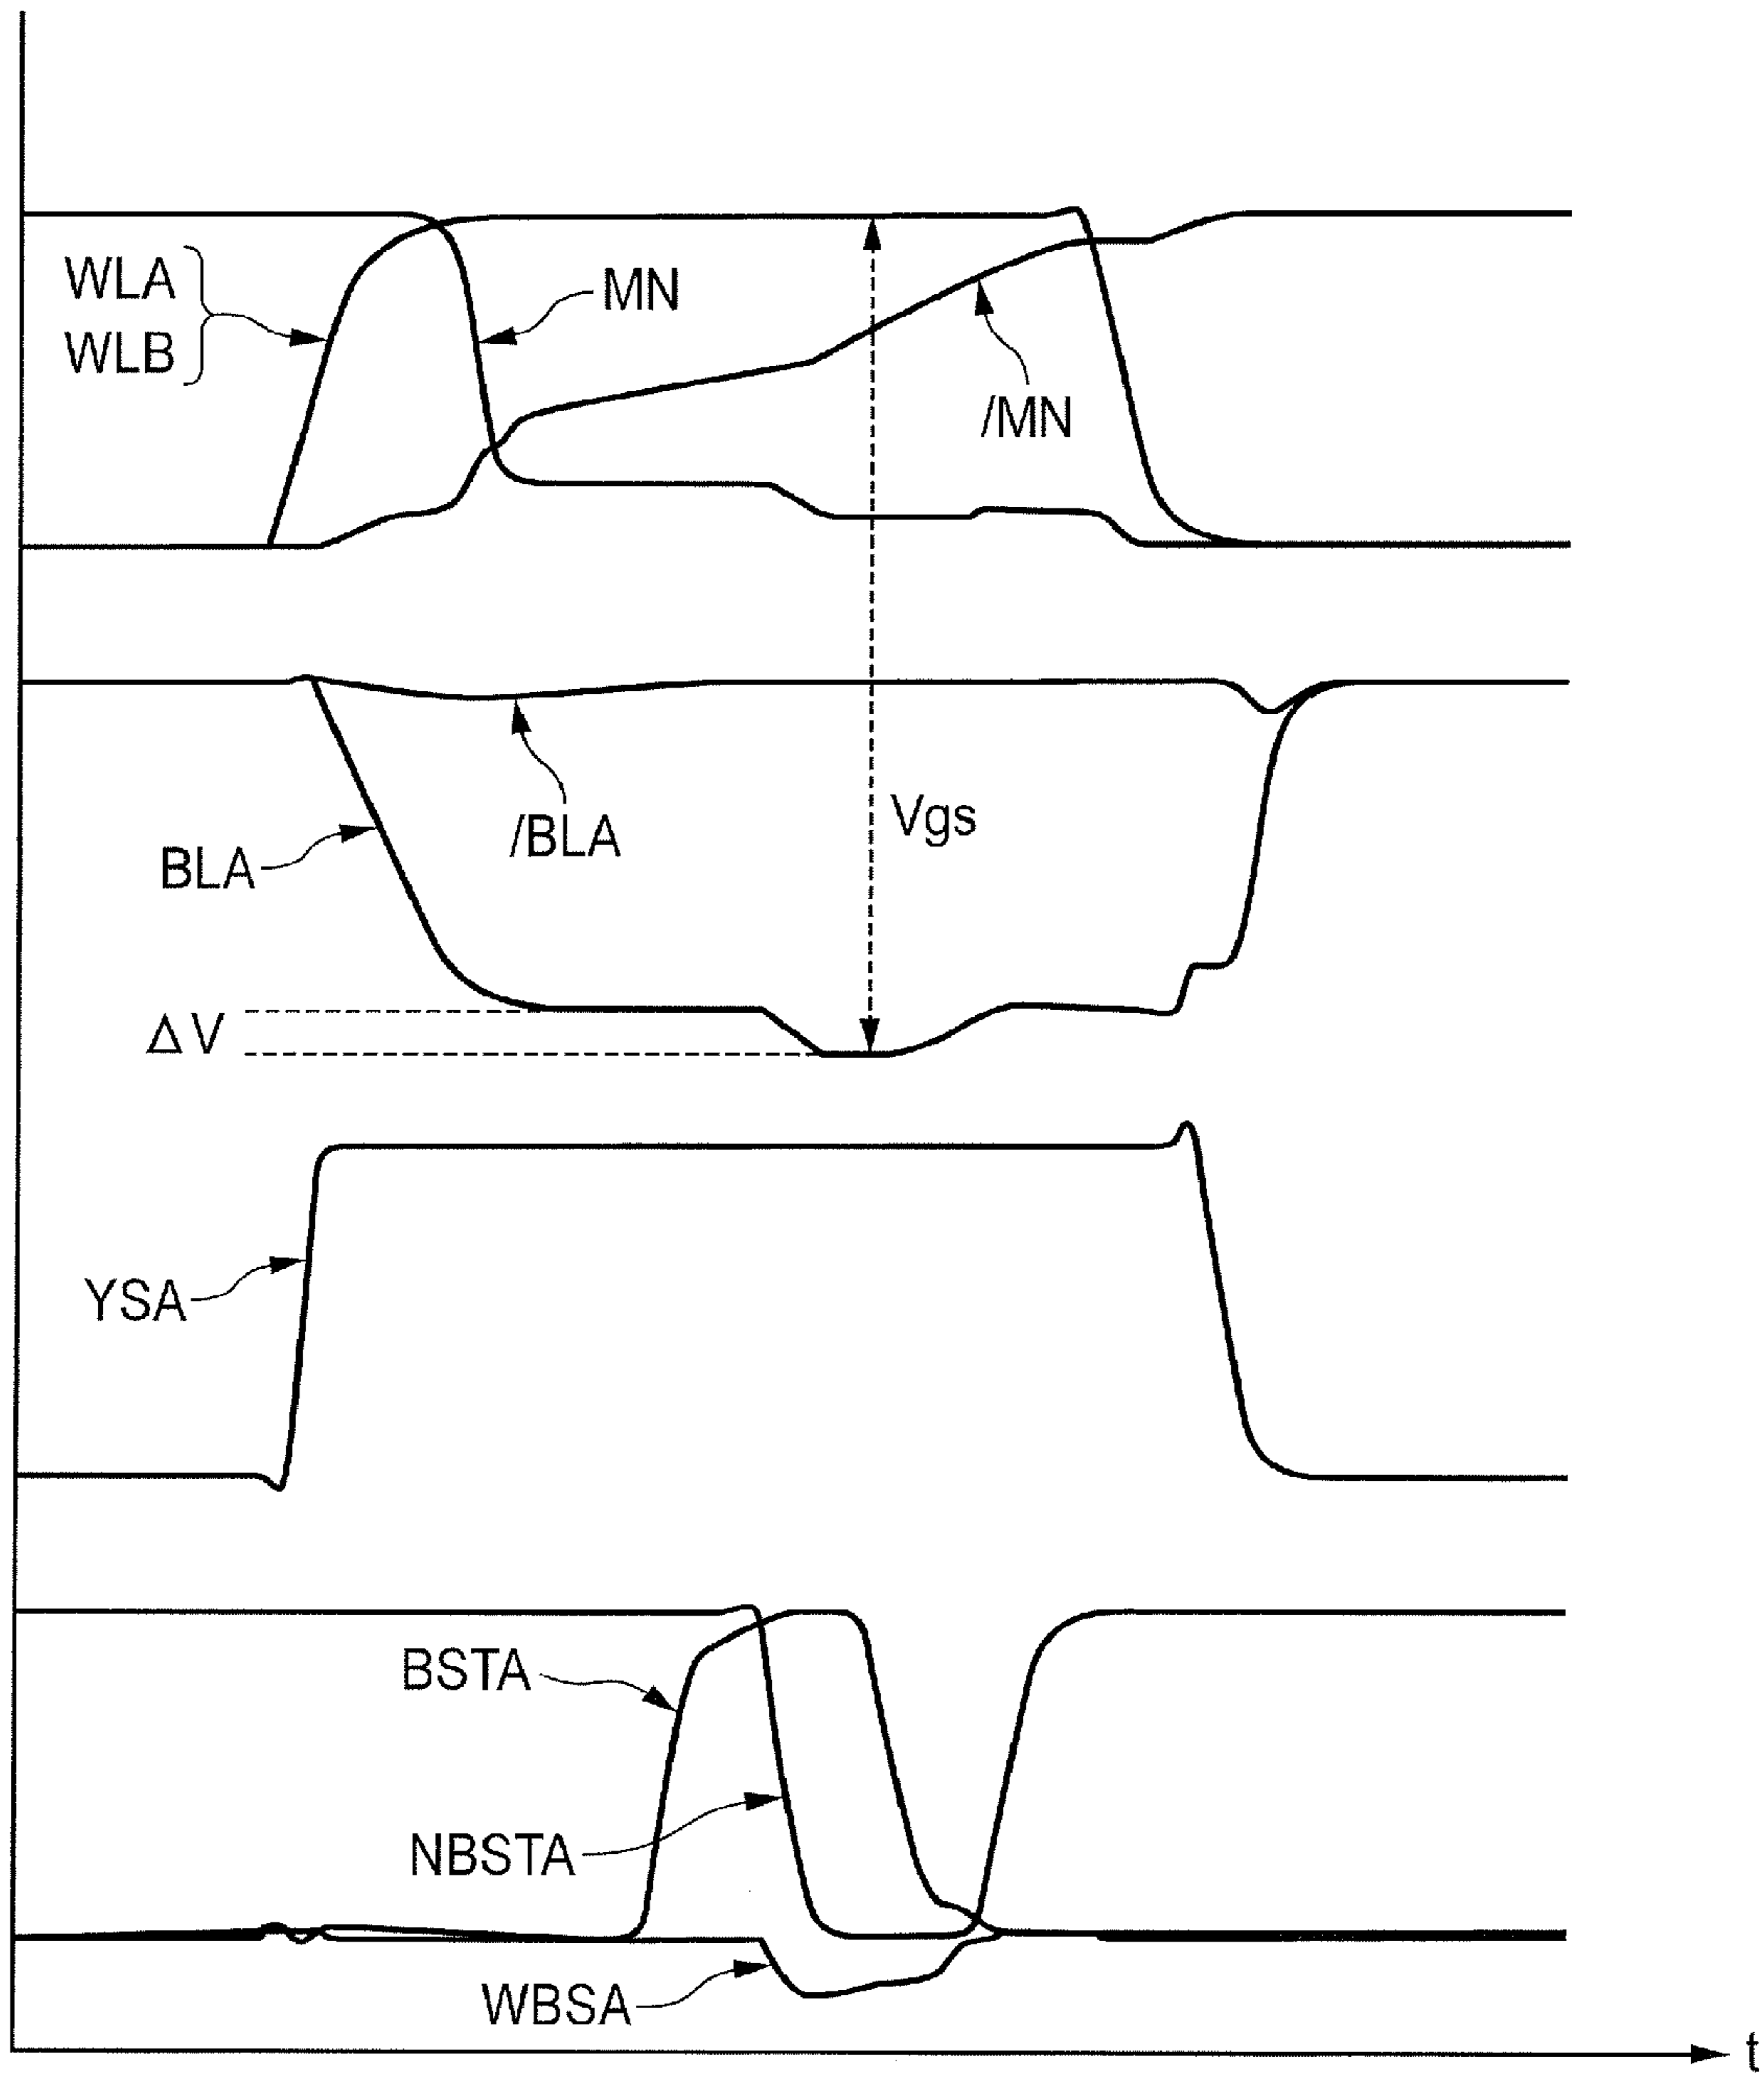 WLA
WLB
MN
/MN
/BLA
Vgs
BLA
ΔV
YSA
BSTA
NBSTA
WBSA
t